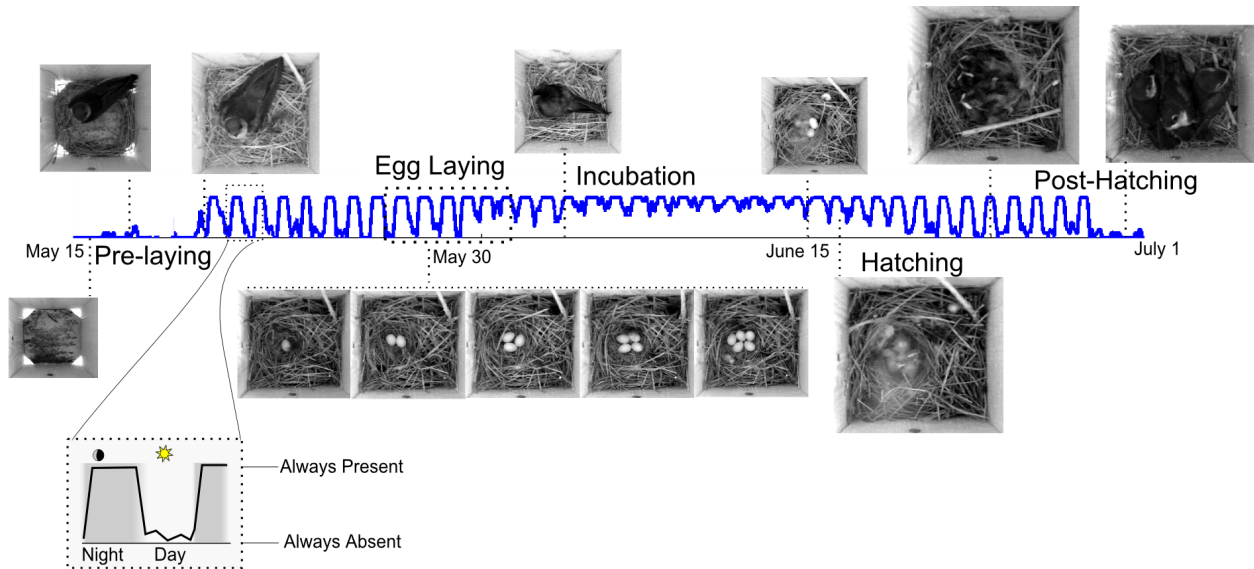 Egg Laying
Incubation
Post-Hatching
May 15
Pre-laying
May 30
June 15
July 1
Hatching
Always Present
Always Absent
Night
Day